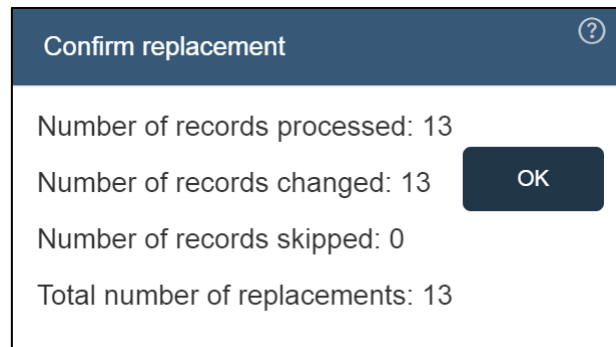 Confirm replacement
?
Number of records processed: 13
Number of records changed: 13
OK
Number of records skipped: 0
Total number of replacements: 13